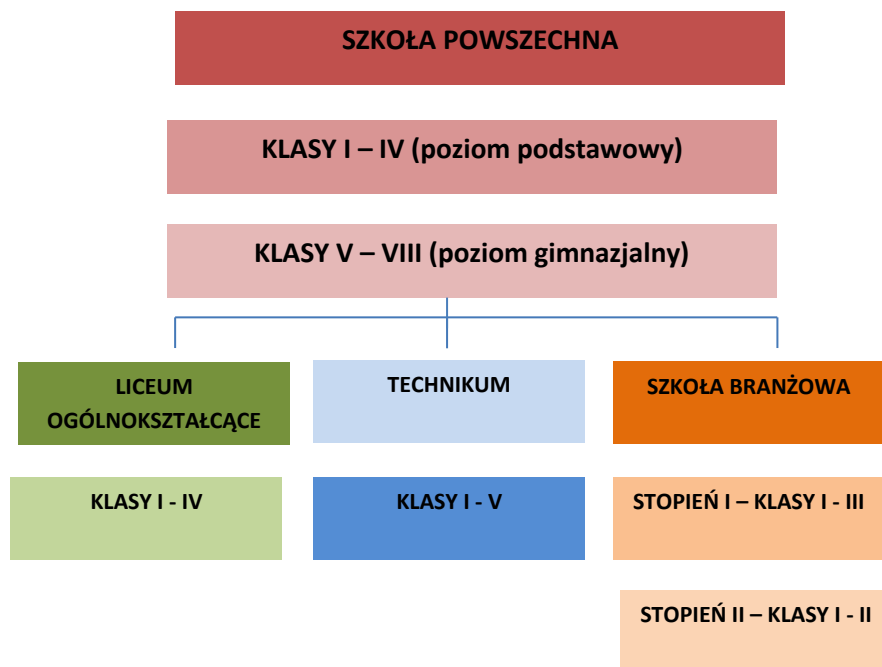 SZKOŁA POWSZECHNA
KLASY I – IV (poziom podstawowy)
KLASY V – VIII (poziom gimnazjalny)
LICEUM
OGÓLNOKSZTAŁCĄCE
TECHNIKUM
SZKOŁA BRANŻOWA
KLASY I - IV
KLASY I - V
STOPIEŃ I – KLASY I - III
STOPIEŃ II – KLASY I - II